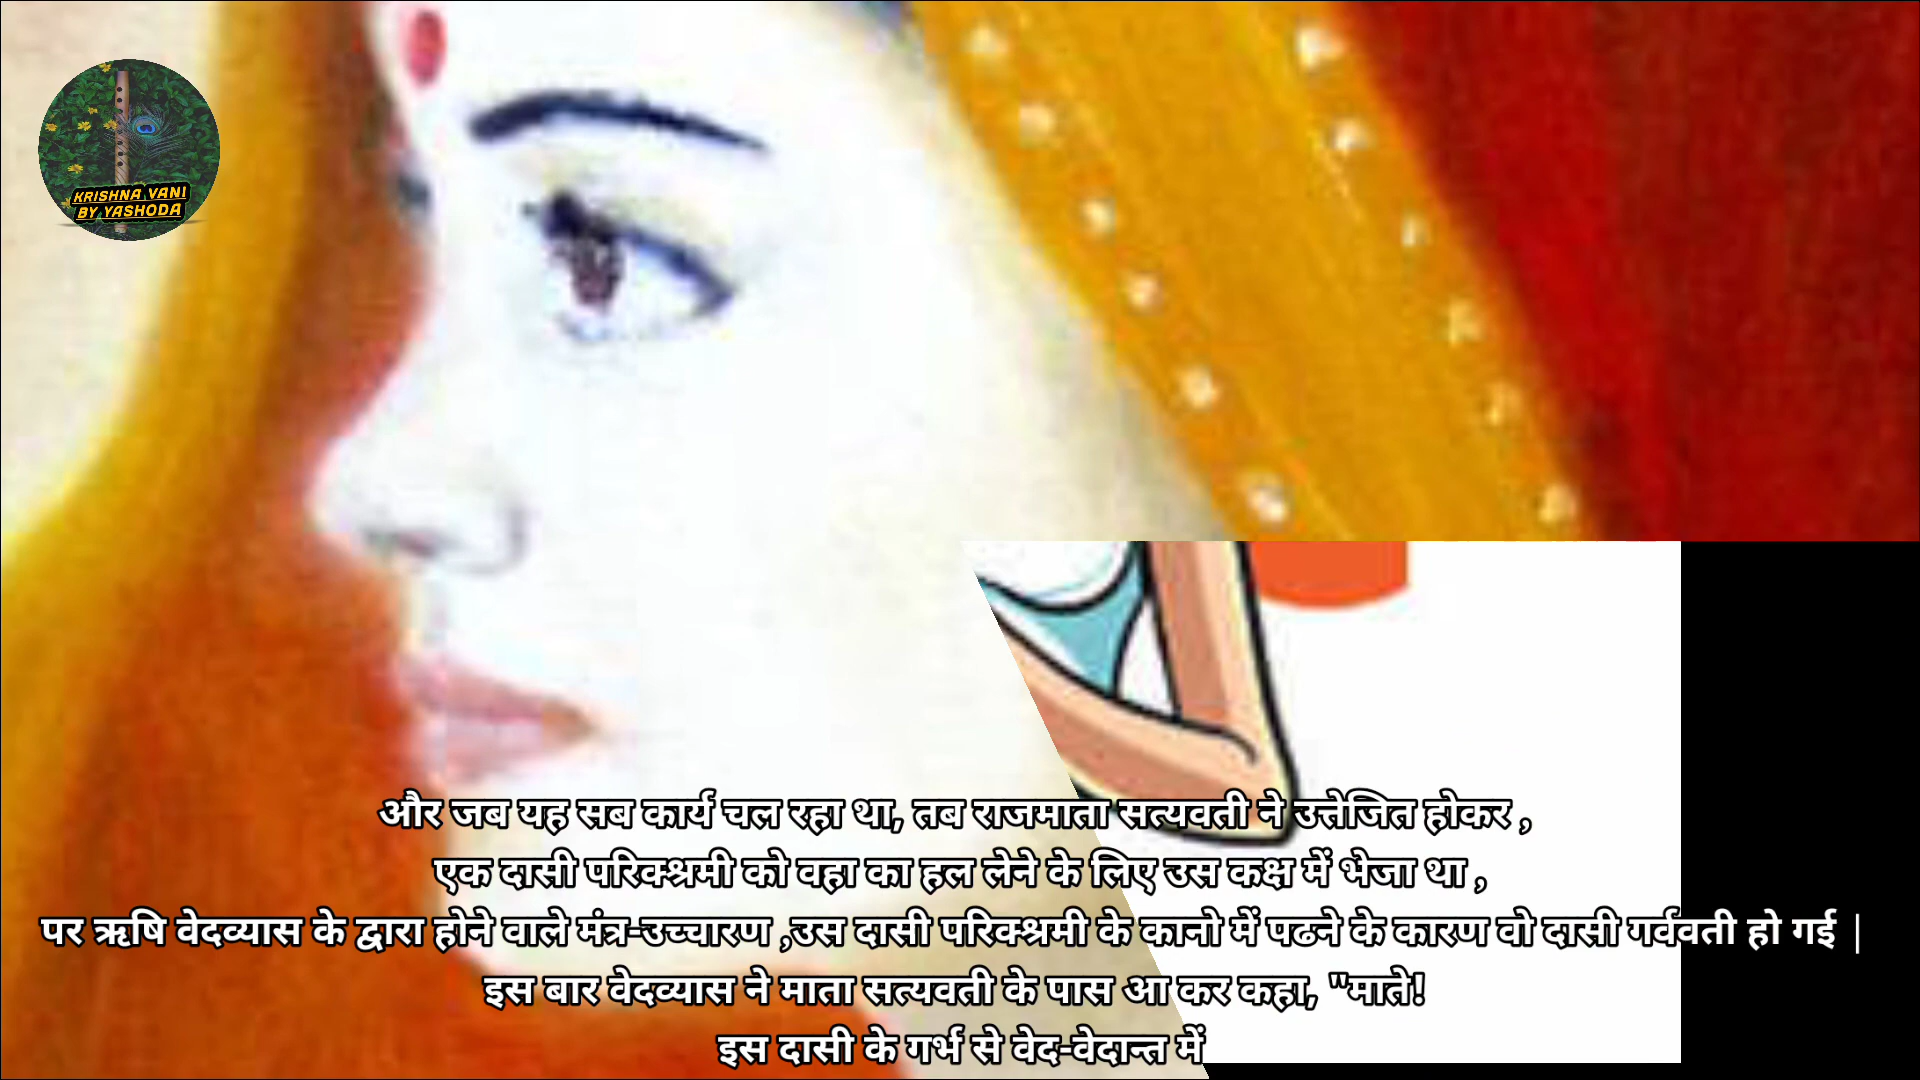 KRISHNA VANI
BY YASHODA
और जब यह सब कार्य चल रहा था, तब राजमाता सत्यवती ने उत्तेजित होकर ,
एक दासी परिक्श्रमी को वहा का हल लेने के लिए उस कक्ष में भेजा था ,
पर ऋषि वेदव्यास के द्वारा होने वाले मंत्र-उच्चारण ,उस दासी परिक्श्रमी के कानो में पढने के कारण वो दासी गर्ववती हो गई |
इस बार वेदव्यास ने माता सत्यवती के पास आ कर कहा, "माते!
इस दासी के गर्भ से वेद-वेदान्त में